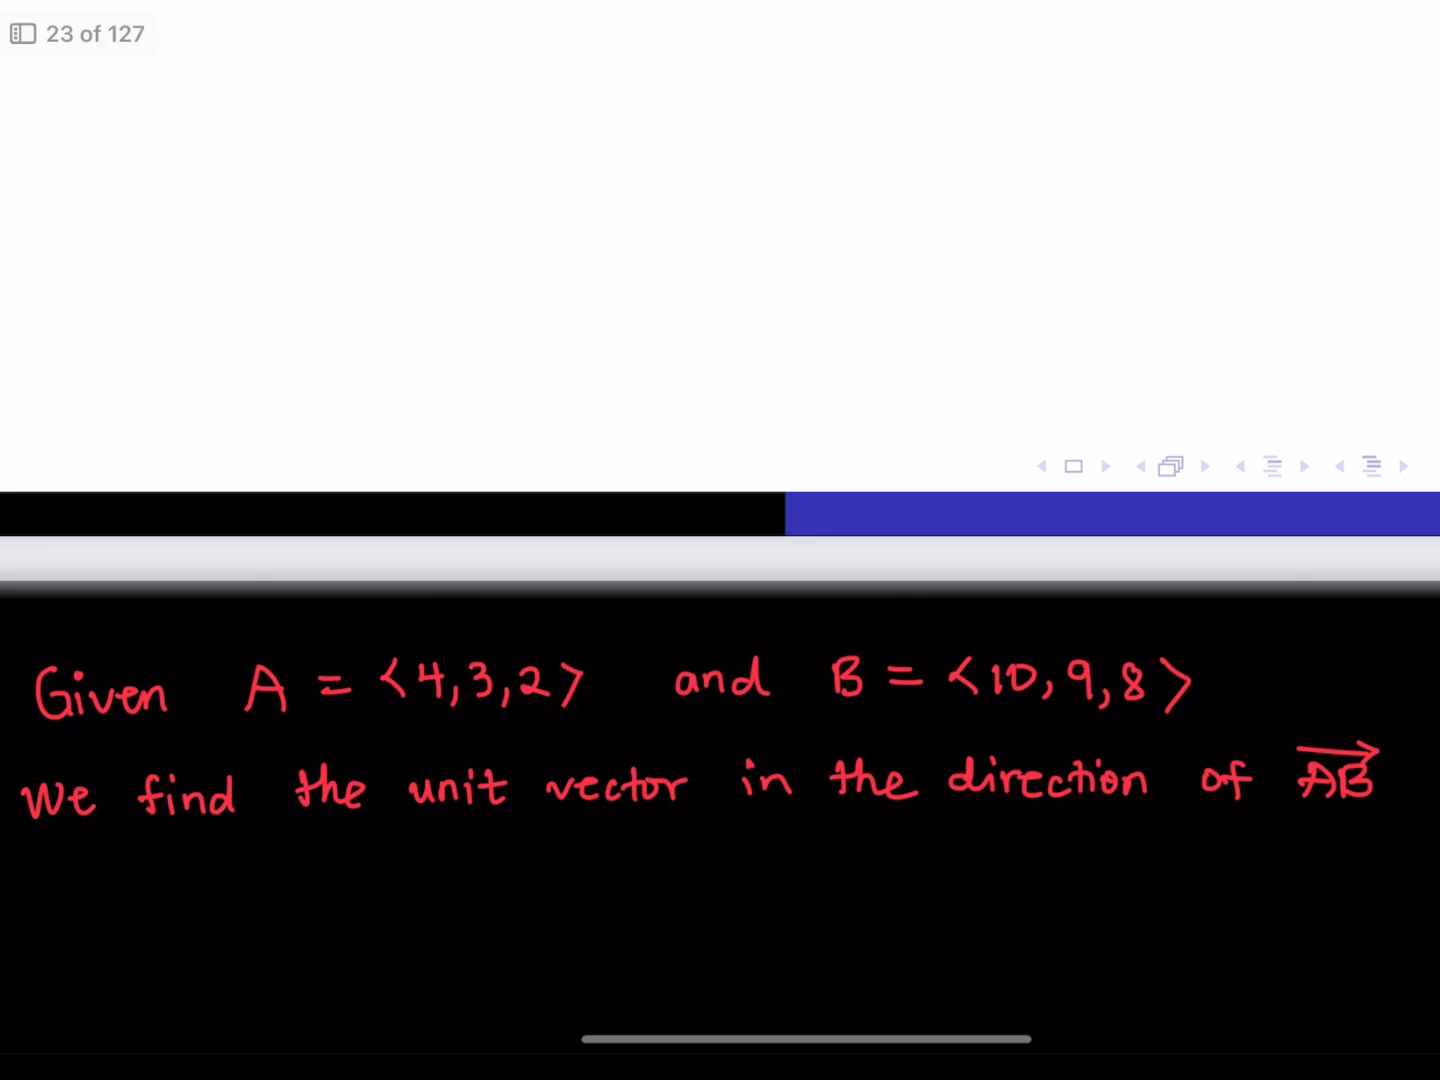 23 of 127
Given A = <4,3,2> and B = <10,9,8>
we find the unit vector in the direction of \overrightarrow{AB}